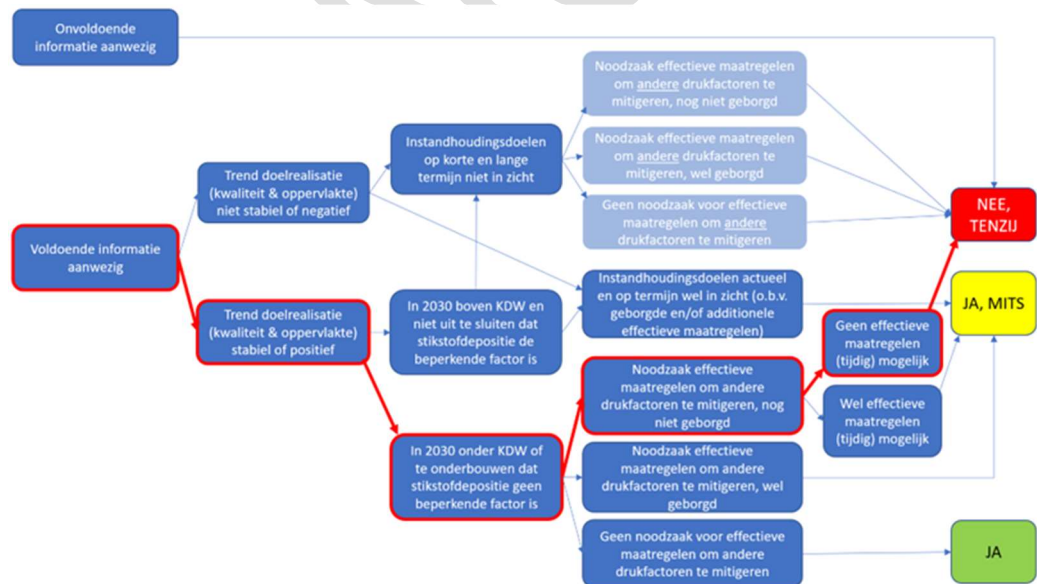 Onvoldoende
informatie aanwezig
Noodzaak effectieve maatregelen
om andere drukfactoren te
mitigeren, nog niet geborgd
Instandhoudingsdoelen
op korte en lange
termijn niet in zicht
Noodzaak effectieve maatregelen
om andere drukfactoren te
mitigeren, wel geborgd
Trend doelrealisatie
(kwaliteit & oppervlakte)
niet stabiel of negatief
Geen noodzaak voor effectieve
maatregelen om andere
drukfactoren te mitigeren
NEE,
TENZIJ
Voldoende informatie
aanwezig
Trend doelrealisatie
(kwaliteit & oppervlakte)
stabiel of positief
In 2030 boven KDW en
niet uit te sluiten dat
stikstofdepositie de
beperkende factor is
Instandhoudingsdoelen actueel
en op termijn wel in zicht (o.b.v.
geborgde en/of additionele
effectieve maatregelen)
JA, MITS
Geen effectieve
maatregelen
(tijdig) mogelijk
Noodzaak effectieve
maatregelen om andere
drukfactoren te mitigeren, nog
niet geborgd
Wel effectieve
maatregelen
(tijdig) mogelijk
In 2030 onder KDW of
te onderbouwen dat
stikstofdepositie geen
beperkende factor is
Noodzaak effectieve
maatregelen om andere
drukfactoren te mitigeren, wel
geborgd
Geen noodzaak voor effectieve
maatregelen om andere
drukfactoren te mitigeren
JA